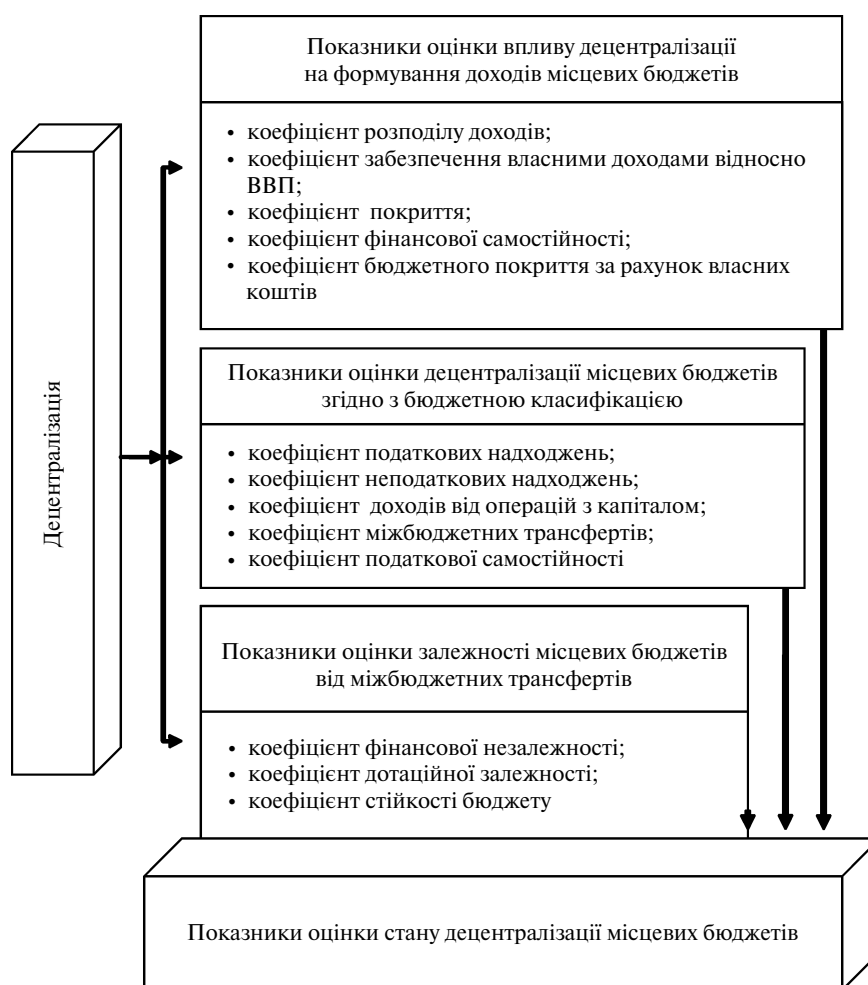 Показники оцінки впливу децентралізації
на формування доходів місцевих бюджетів
• коефіцієнт розподілу доходів;
• коефіцієнт забезпечення власними доходами відносно
ВВП;
• коефіцієнт покриття;
• коефіцієнт фінансової самостійності;
• коефіцієнт бюджетного покриття за рахунок власних
коштів
Децентралізація
Показники оцінки децентралізації місцевих бюджетів
згідно з бюджетною класифікацією
• коефіцієнт податкових надходжень;
• коефіцієнт неподаткових надходжень;
• коефіцієнт доходів від операцій з капіталом;
• коефіцієнт міжбюджетних трансфертів;
• коефіцієнт податкової самостійності
Показники оцінки залежності місцевих бюджетів
від міжбюджетних трансфертів
• коефіцієнт фінансової незалежності;
• коефіцієнт дотаційної залежності;
• коефіцієнт стійкості бюджету
Показники оцінки стану децентралізації місцевих бюджетів